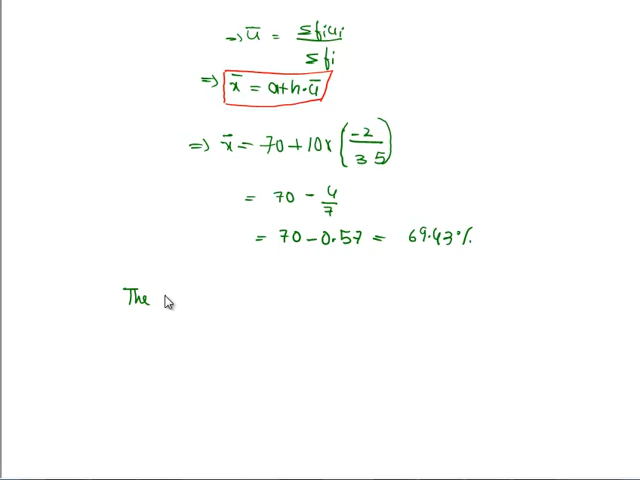 ⇒ ū = Σfiui / Σfi
⇒ x̄ = a+h·ū
⇒ x̄ = 70+10×(-2/35)
= 70 - 4/7
= 70-0.57 = 69.43%
The